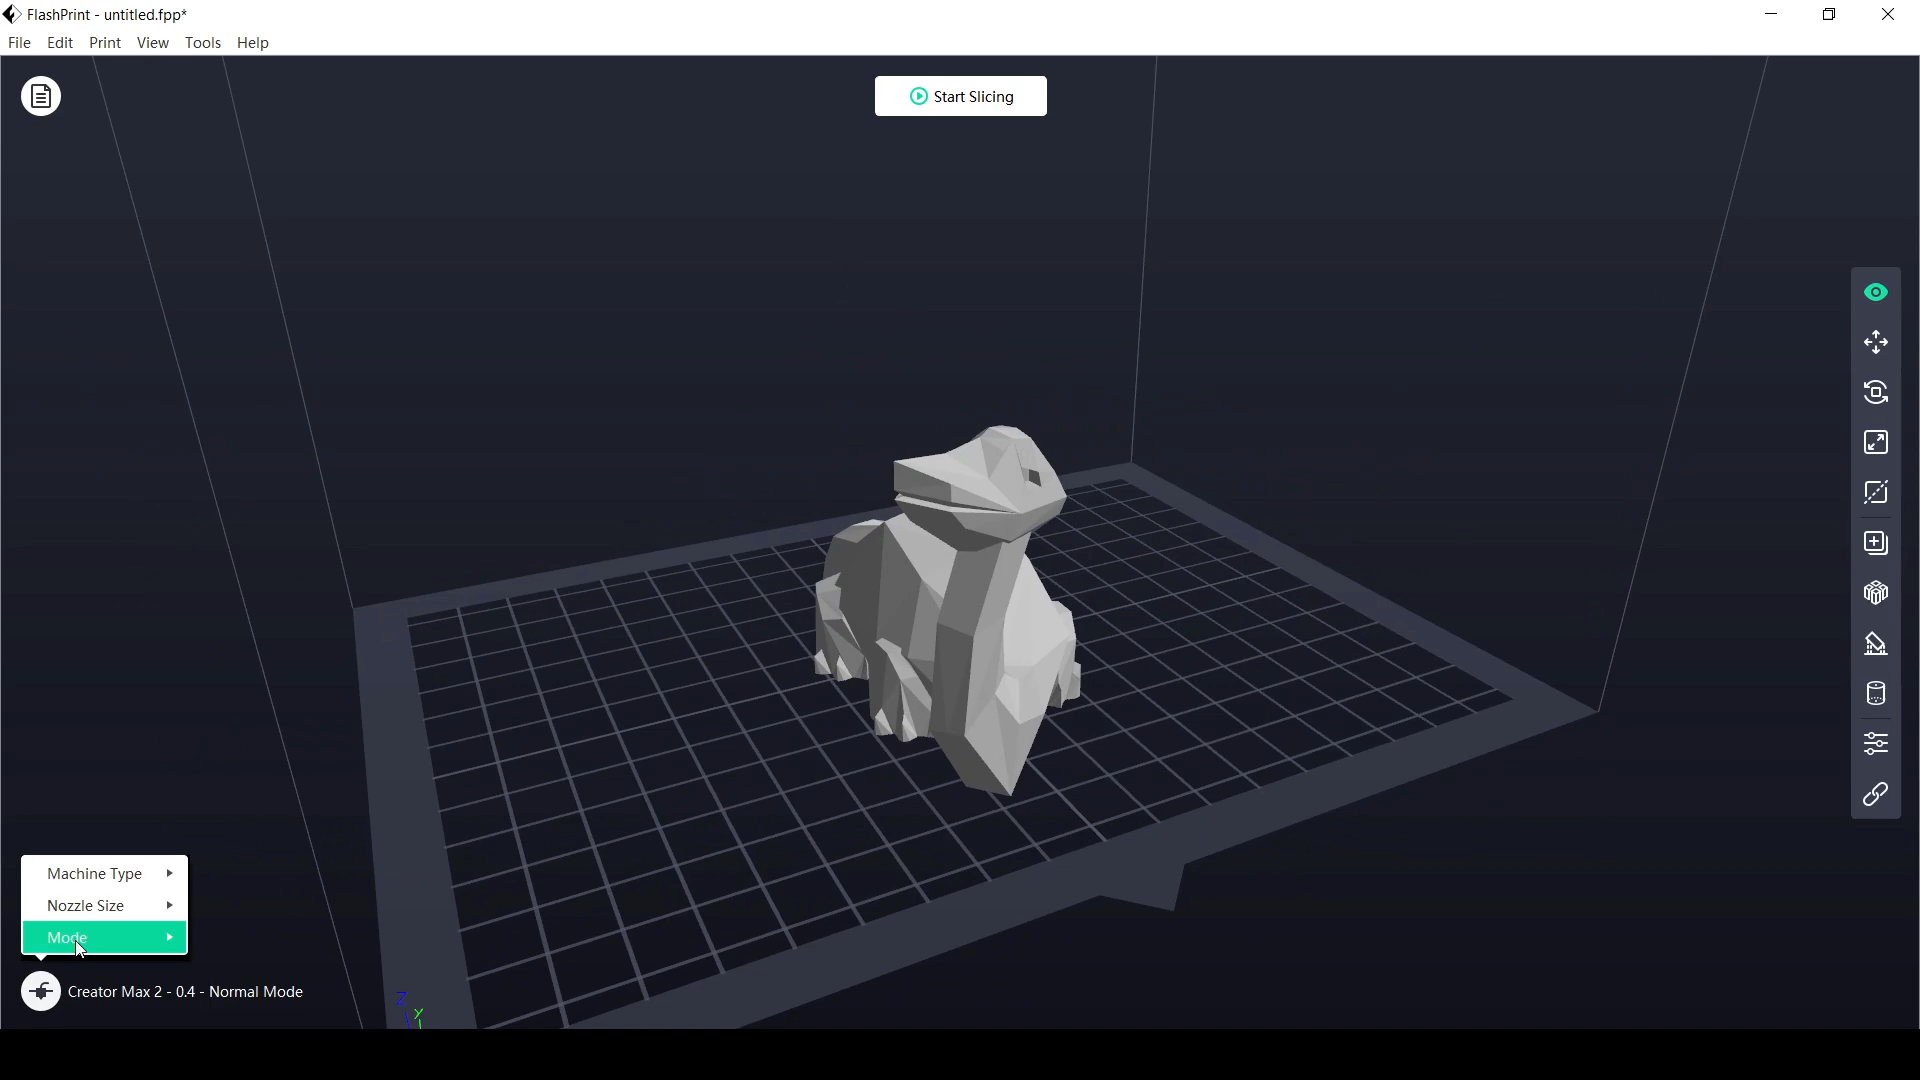 FlashPrint - untitled.fpp*
File Edit Print View Tools Help
Start Slicing
Machine Type
Nozzle Size
Mode
Creator Max 2 - 0.4 - Normal Mode
Z
Y